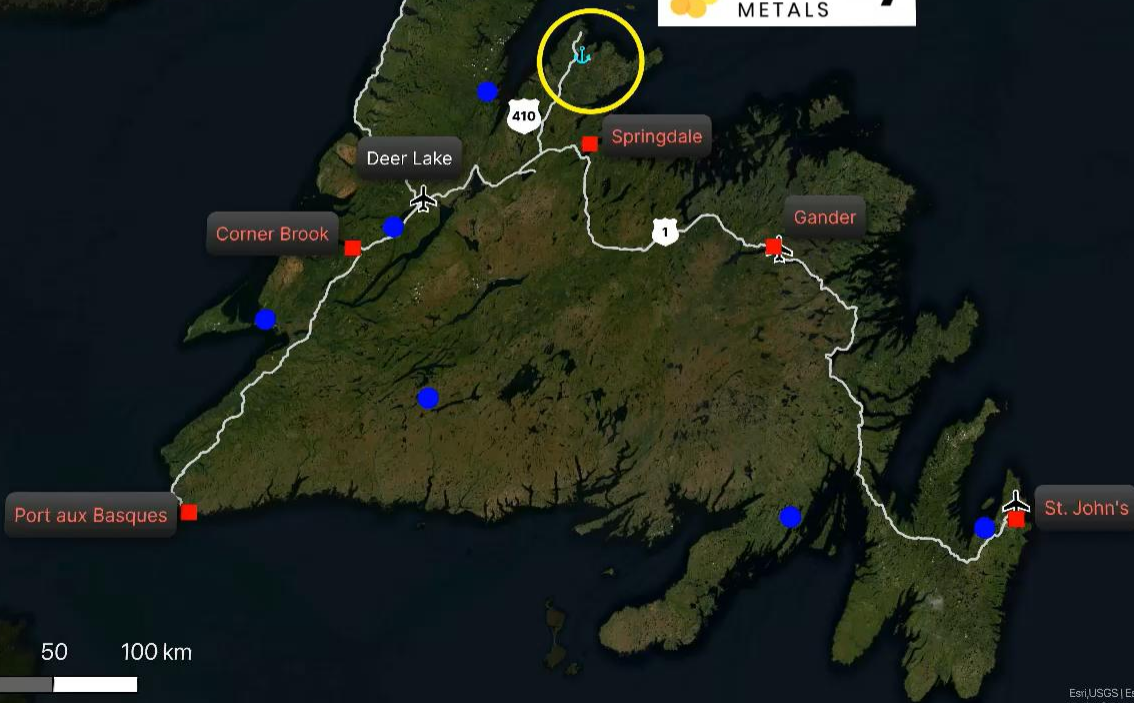 METALS
410
Springdale
Deer Lake
Gander
Corner Brook
1
Port aux Basques
St. John's
50 100 km
Esri,USGS | Es